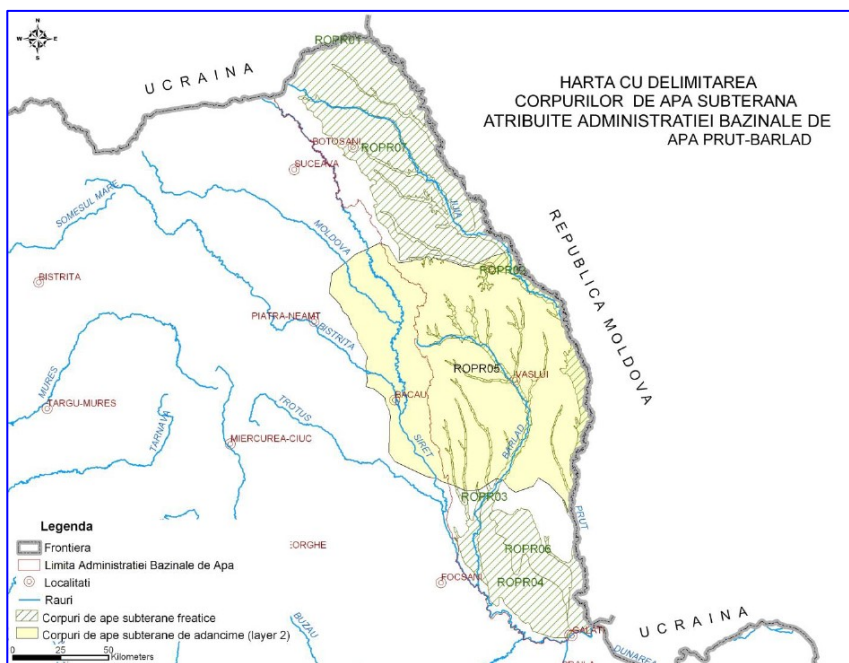 N
W E
S
ROPR01
UCRAINA
HARTA CU DELIMITAREA
CORPURILOR DE APA SUBTERANA
ATRIBUITE ADMINISTRATIEI BAZINALE DE
APA PRUT-BARLAD
BOTOSANI
ROPR07
SUCEAVA
SOMESUL MARE
MOLDOVA
JIJIA
REPUBLICA MOLDOVA
BISTRITA
PIATRA-NEAMT
BISTRITA
ROPR05
VASLUI
MURES
TARGU-MURES
TARNAVA
TROTUS
BACAU
MIERCUREA-CIUC
SIRET
BARLAD
ROPR03
PRUT
ROPR06
ROPR04
FOCSANI
GALATI
UCRAINA
DUNAREA
BUZAU
EORGHE
Legenda
Frontiera
Limita Administratiei Bazinale de Apa
Localitati
Rauri
Corpuri de ape subterane freatice
Corpuri de ape subterane de adancime (layer 2)
0 25 50
Kilometers